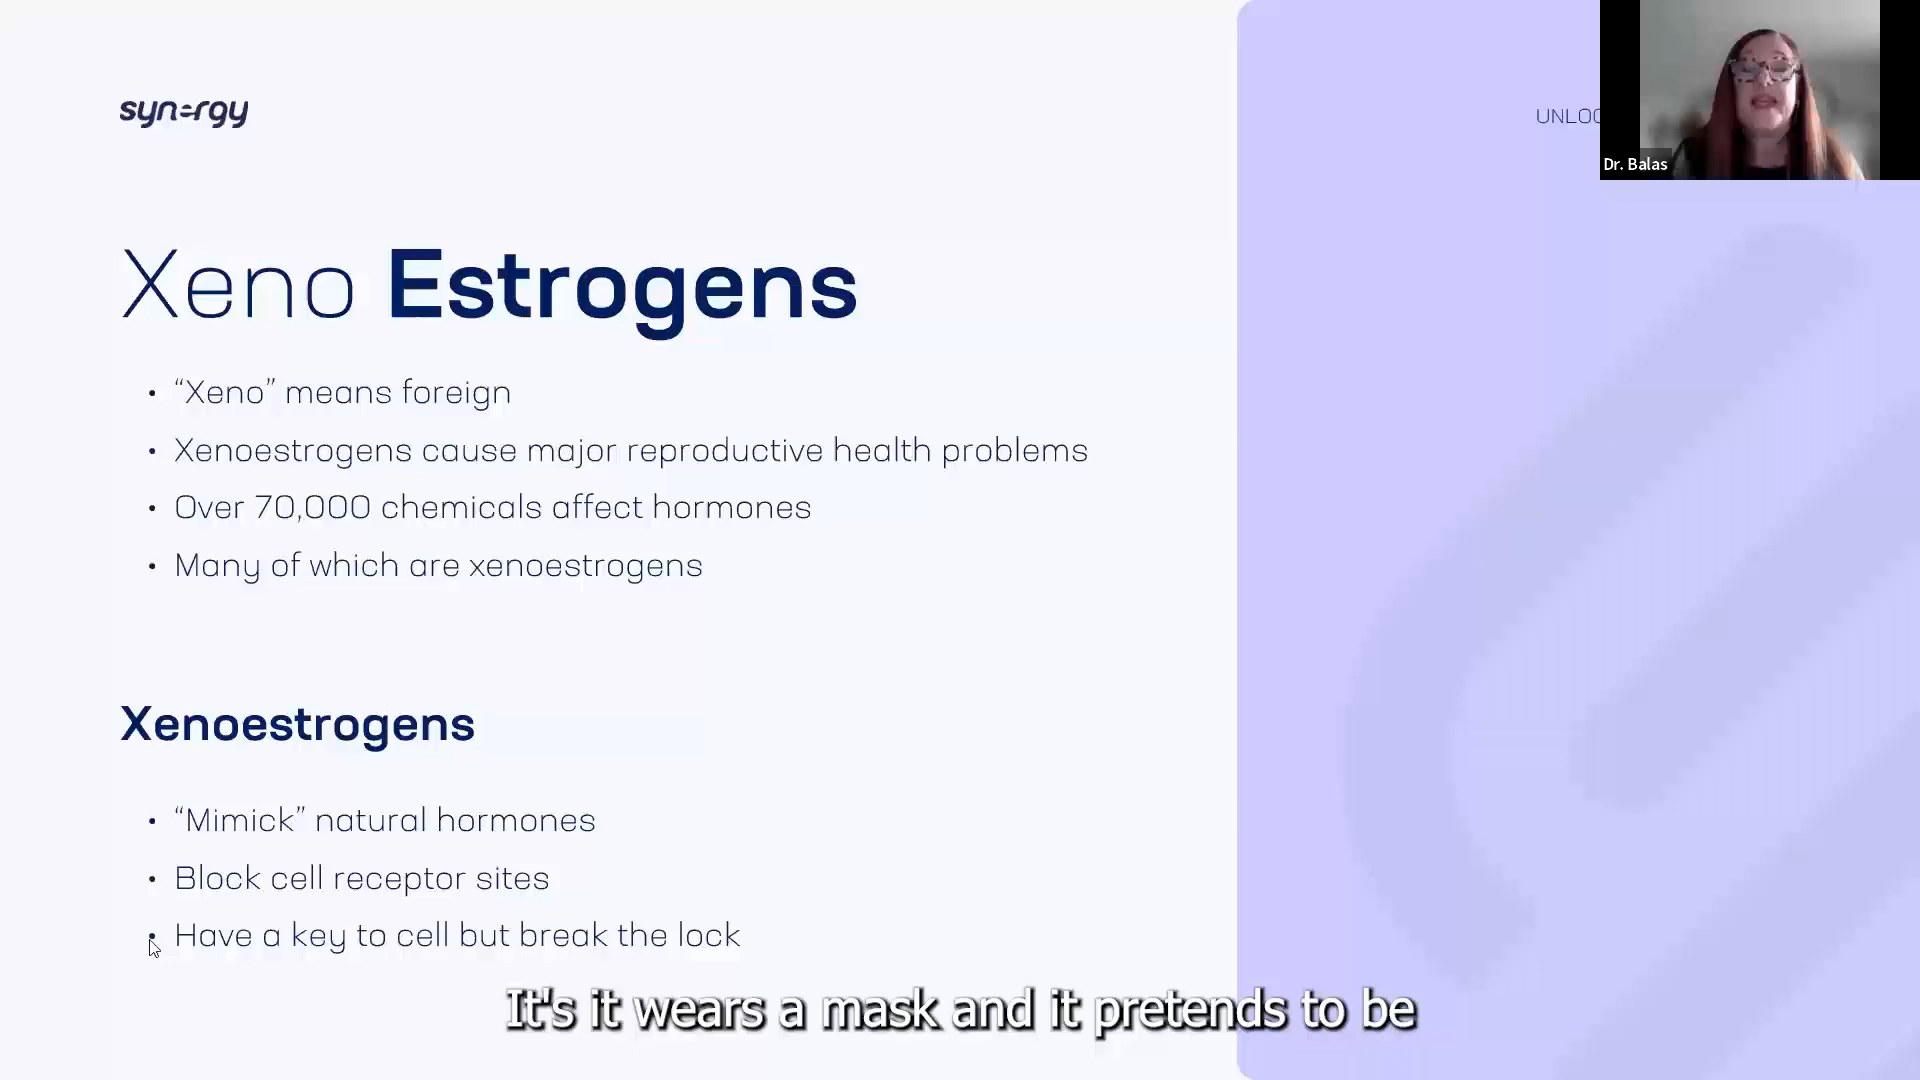 synergy
UNLOC
Dr. Balas
Xeno Estrogens
• “Xeno” means foreign
• Xenoestrogens cause major reproductive health problems
• Over 70,000 chemicals affect hormones
• Many of which are xenoestrogens
Xenoestrogens
• “Mimick” natural hormones
• Block cell receptor sites
• Have a key to cell but break the lock
It's it wears a mask and it pretends to be